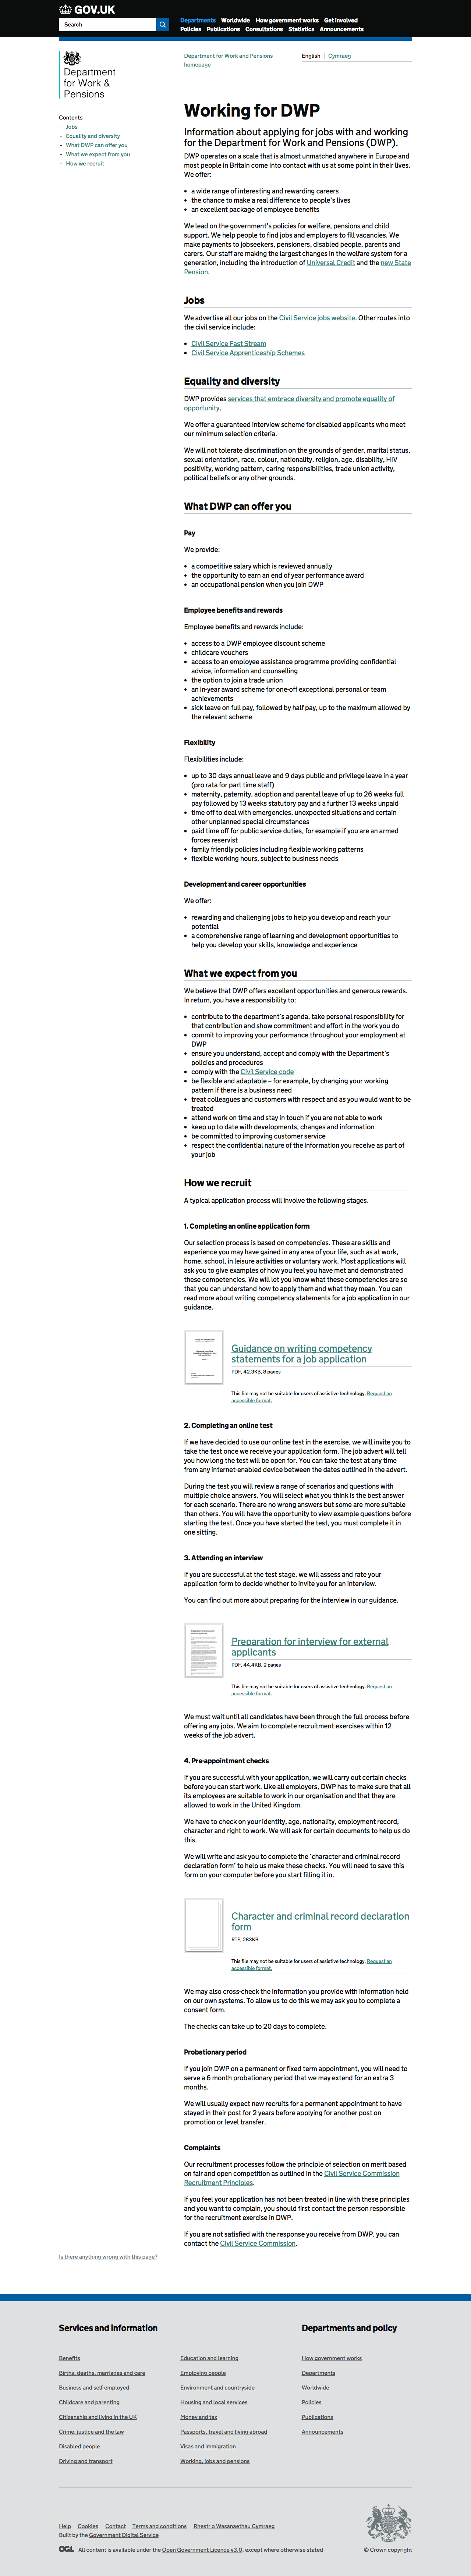 GOV.UK
Search
Departments Worldwide How government works Get involved
Policies Publications Consultations Statistics Announcements
Department
for Work &
Pensions
Department for Work and Pensions
homepage
English Cymraeg
Contents
- Jobs
- Equality and diversity
- What DWP can offer you
- What we expect from you
- How we recruit
Working for DWP
Information about applying for jobs with and working
for the Department for Work and Pensions (DWP).
DWP operates on a scale that is almost unmatched anywhere in Europe and
most people in Britain come into contact with us at some point in their lives.
We offer:
• a wide range of interesting and rewarding careers
• the chance to make a real difference to people's lives
• an excellent package of employee benefits
We lead on the government's policies for welfare, pensions and child
support. We help people to find jobs and employers to fill vacancies. We
make payments to jobseekers, pensioners, disabled people, parents and
carers. Our staff are making the largest changes in the welfare system for a
generation, including the introduction of Universal Credit and the new State
Pension.
Jobs
We advertise all our jobs on the Civil Service jobs website. Other routes into
the civil service include:
• Civil Service Fast Stream
• Civil Service Apprenticeship Schemes
Equality and diversity
DWP provides services that embrace diversity and promote equality of
opportunity.
We offer a guaranteed interview scheme for disabled applicants who meet
our minimum selection criteria.
We will not tolerate discrimination on the grounds of gender, marital status,
sexual orientation, race, colour, nationality, religion, age, disability, HIV
positivity, working pattern, caring responsibilities, trade union activity,
political beliefs or any other grounds.
What DWP can offer you
Pay
We provide:
• a competitive salary which is reviewed annually
• the opportunity to earn an end of year performance award
• an occupational pension when you join DWP
Employee benefits and rewards
Employee benefits and rewards include:
• access to a DWP employee discount scheme
• childcare vouchers
• access to an employee assistance programme providing confidential
advice, information and counselling
• the option to join a trade union
• an in-year award scheme for one-off exceptional personal or team
achievements
• sick leave on full pay, followed by half pay, up to the maximum allowed by
the relevant scheme
Flexibility
Flexibilities include:
• up to 30 days annual leave and 9 days public and privilege leave in a year
(pro rata for part time staff)
• maternity, paternity, adoption and parental leave of up to 26 weeks full
pay followed by 13 weeks statutory pay and a further 13 weeks unpaid
• time off to deal with emergencies, unexpected situations and certain
other unplanned special circumstances
• paid time off for public service duties, for example if you are an armed
forces reservist
• family friendly policies including flexible working patterns
• flexible working hours, subject to business needs
Development and career opportunities
We offer:
• rewarding and challenging jobs to help you develop and reach your
potential
• a comprehensive range of learning and development opportunities to
help you develop your skills, knowledge and experience
What we expect from you
We believe that DWP offers excellent opportunities and generous rewards.
In return, you have a responsibility to:
• contribute to the department's agenda, take personal responsibility for
that contribution and show commitment and effort in the work you do
• commit to improving your performance throughout your employment at
DWP
• ensure you understand, accept and comply with the Department's
policies and procedures
• comply with the Civil Service code
• be flexible and adaptable – for example, by changing your working
pattern if there is a business need
• treat colleagues and customers with respect and as you would want to be
treated
• attend work on time and stay in touch if you are not able to work
• keep up to date with developments, changes and information
• be committed to improving customer service
• respect the confidential nature of the information you receive as part of
your job
How we recruit
A typical application process will involve the following stages.
1. Completing an online application form
Our selection process is based on competencies. These are skills and
experience you may have gained in any area of your life, such as at work,
home, school, in leisure activities or voluntary work. Most applications will
ask you to give examples of how you feel you have met and demonstrated
these competencies. We will let you know what these competencies are so
that you can understand how to apply them and what they mean. You can
read more about writing competency statements for a job application in our
guidance.
Guidance on writing competency
statements for a job application
PDF, 42.3KB, 8 pages
This file may not be suitable for users of assistive technology. Request an
accessible format.
2. Completing an online test
If we have decided to use our online test in the exercise, we will invite you to
take the test once we receive your application form. The job advert will tell
you how long the test will be open for. You can take the test at any time
from any internet-enabled device between the dates outlined in the advert.
During the test you will review a range of scenarios and questions with
multiple choice answers. You will select what you think is the best answer
for each scenario. There are no wrong answers but some are more suitable
than others. You will have the opportunity to view example questions before
starting the test. Once you have started the test, you must complete it in
one sitting.
3. Attending an interview
If you are successful at the test stage, we will assess and rate your
application form to decide whether to invite you for an interview.
You can find out more about preparing for the interview in our guidance.
Preparation for interview for external
applicants
PDF, 44.4KB, 2 pages
This file may not be suitable for users of assistive technology. Request an
accessible format.
We must wait until all candidates have been through the full process before
offering any jobs. We aim to complete recruitment exercises within 12
weeks of the job advert.
4. Pre-appointment checks
If you are successful with your application, we will carry out certain checks
before you can start work. Like all employers, DWP has to make sure that all
its employees are suitable to work in our organisation and that they are
allowed to work in the United Kingdom.
We have to check on your identity, age, nationality, employment record,
character and right to work. We will ask for certain documents to help us do
this.
We will write and ask you to complete the 'character and criminal record
declaration form' to help us make these checks. You will need to save this
form on your computer before you start filling it in.
Character and criminal record declaration
form
RTF, 283KB
This file may not be suitable for users of assistive technology. Request an
accessible format.
We may also cross-check the information you provide with information held
on our own systems. To allow us to do this we may ask you to complete a
consent form.
The checks can take up to 20 days to complete.
Probationary period
If you join DWP on a permanent or fixed term appointment, you will need to
serve a 6 month probationary period that we may extend for an extra 3
months.
We will usually expect new recruits for a permanent appointment to have
stayed in their post for 2 years before applying for another post on
promotion or level transfer.
Complaints
Our recruitment processes follow the principle of selection on merit based
on fair and open competition as outlined in the Civil Service Commission
Recruitment Principles.
If you feel your application has not been treated in line with these principles
and you want to complain, you should first contact the person responsible
for the recruitment exercise in DWP.
If you are not satisfied with the response you receive from DWP, you can
contact the Civil Service Commission.
Is there anything wrong with this page?
Services and information
Benefits
Births, deaths, marriages and care
Business and self-employed
Childcare and parenting
Citizenship and living in the UK
Crime, justice and the law
Disabled people
Driving and transport
Education and learning
Employing people
Environment and countryside
Housing and local services
Money and tax
Passports, travel and living abroad
Visas and immigration
Working, jobs and pensions
Departments and policy
How government works
Departments
Worldwide
Policies
Publications
Announcements
Help Cookies Contact Terms and conditions Rhestr o Wasanaethau Cymraeg
Built by the Government Digital Service
OGL All content is available under the Open Government Licence v3.0, except where otherwise stated
© Crown copyright